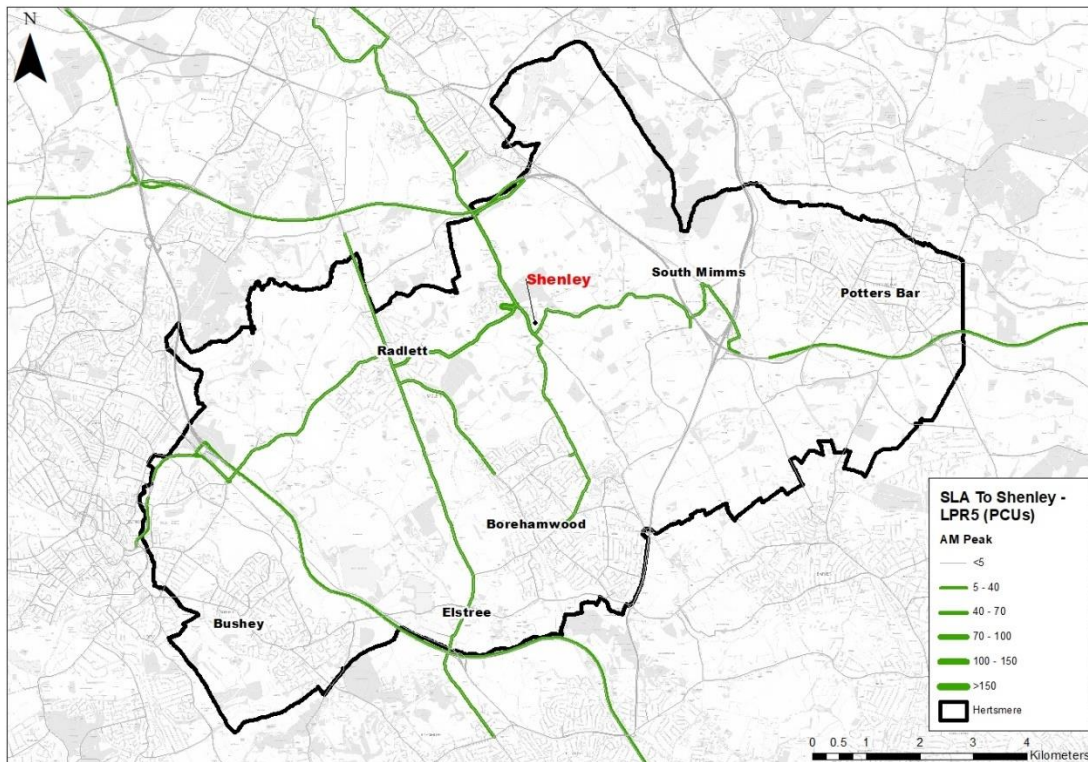 N
Shenley
South Mimms
Potters Bar
Radlett
Borehamwood
Elstree
Bushey
SLA To Shenley -
LPR5 (PCUs)
AM Peak
<5
5 - 40
40 - 70
70 - 100
100 - 150
>150
Hertsmere
0 0.5 1 2 3 4
Kilometers